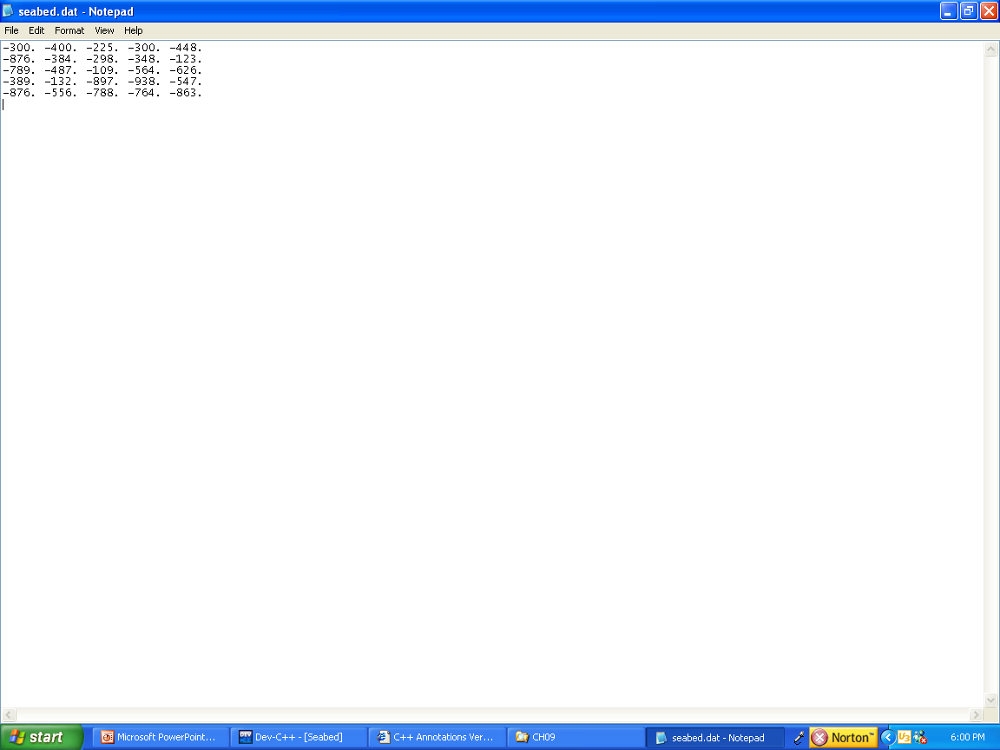 seabed.dat - Notepad
File Edit Format View Help
-300. -400. -225. -300. -448.
-876. -384. -298. -348. -123.
-789. -487. -109. -564. -626.
-389. -132. -897. -938. -547.
-876. -556. -788. -764. -863.
start Microsoft PowerPoint... Dev-C++ - [Seabed] C++ Annotations Ver... CH09 seabed.dat - Notepad Norton™ U3 6:00 PM